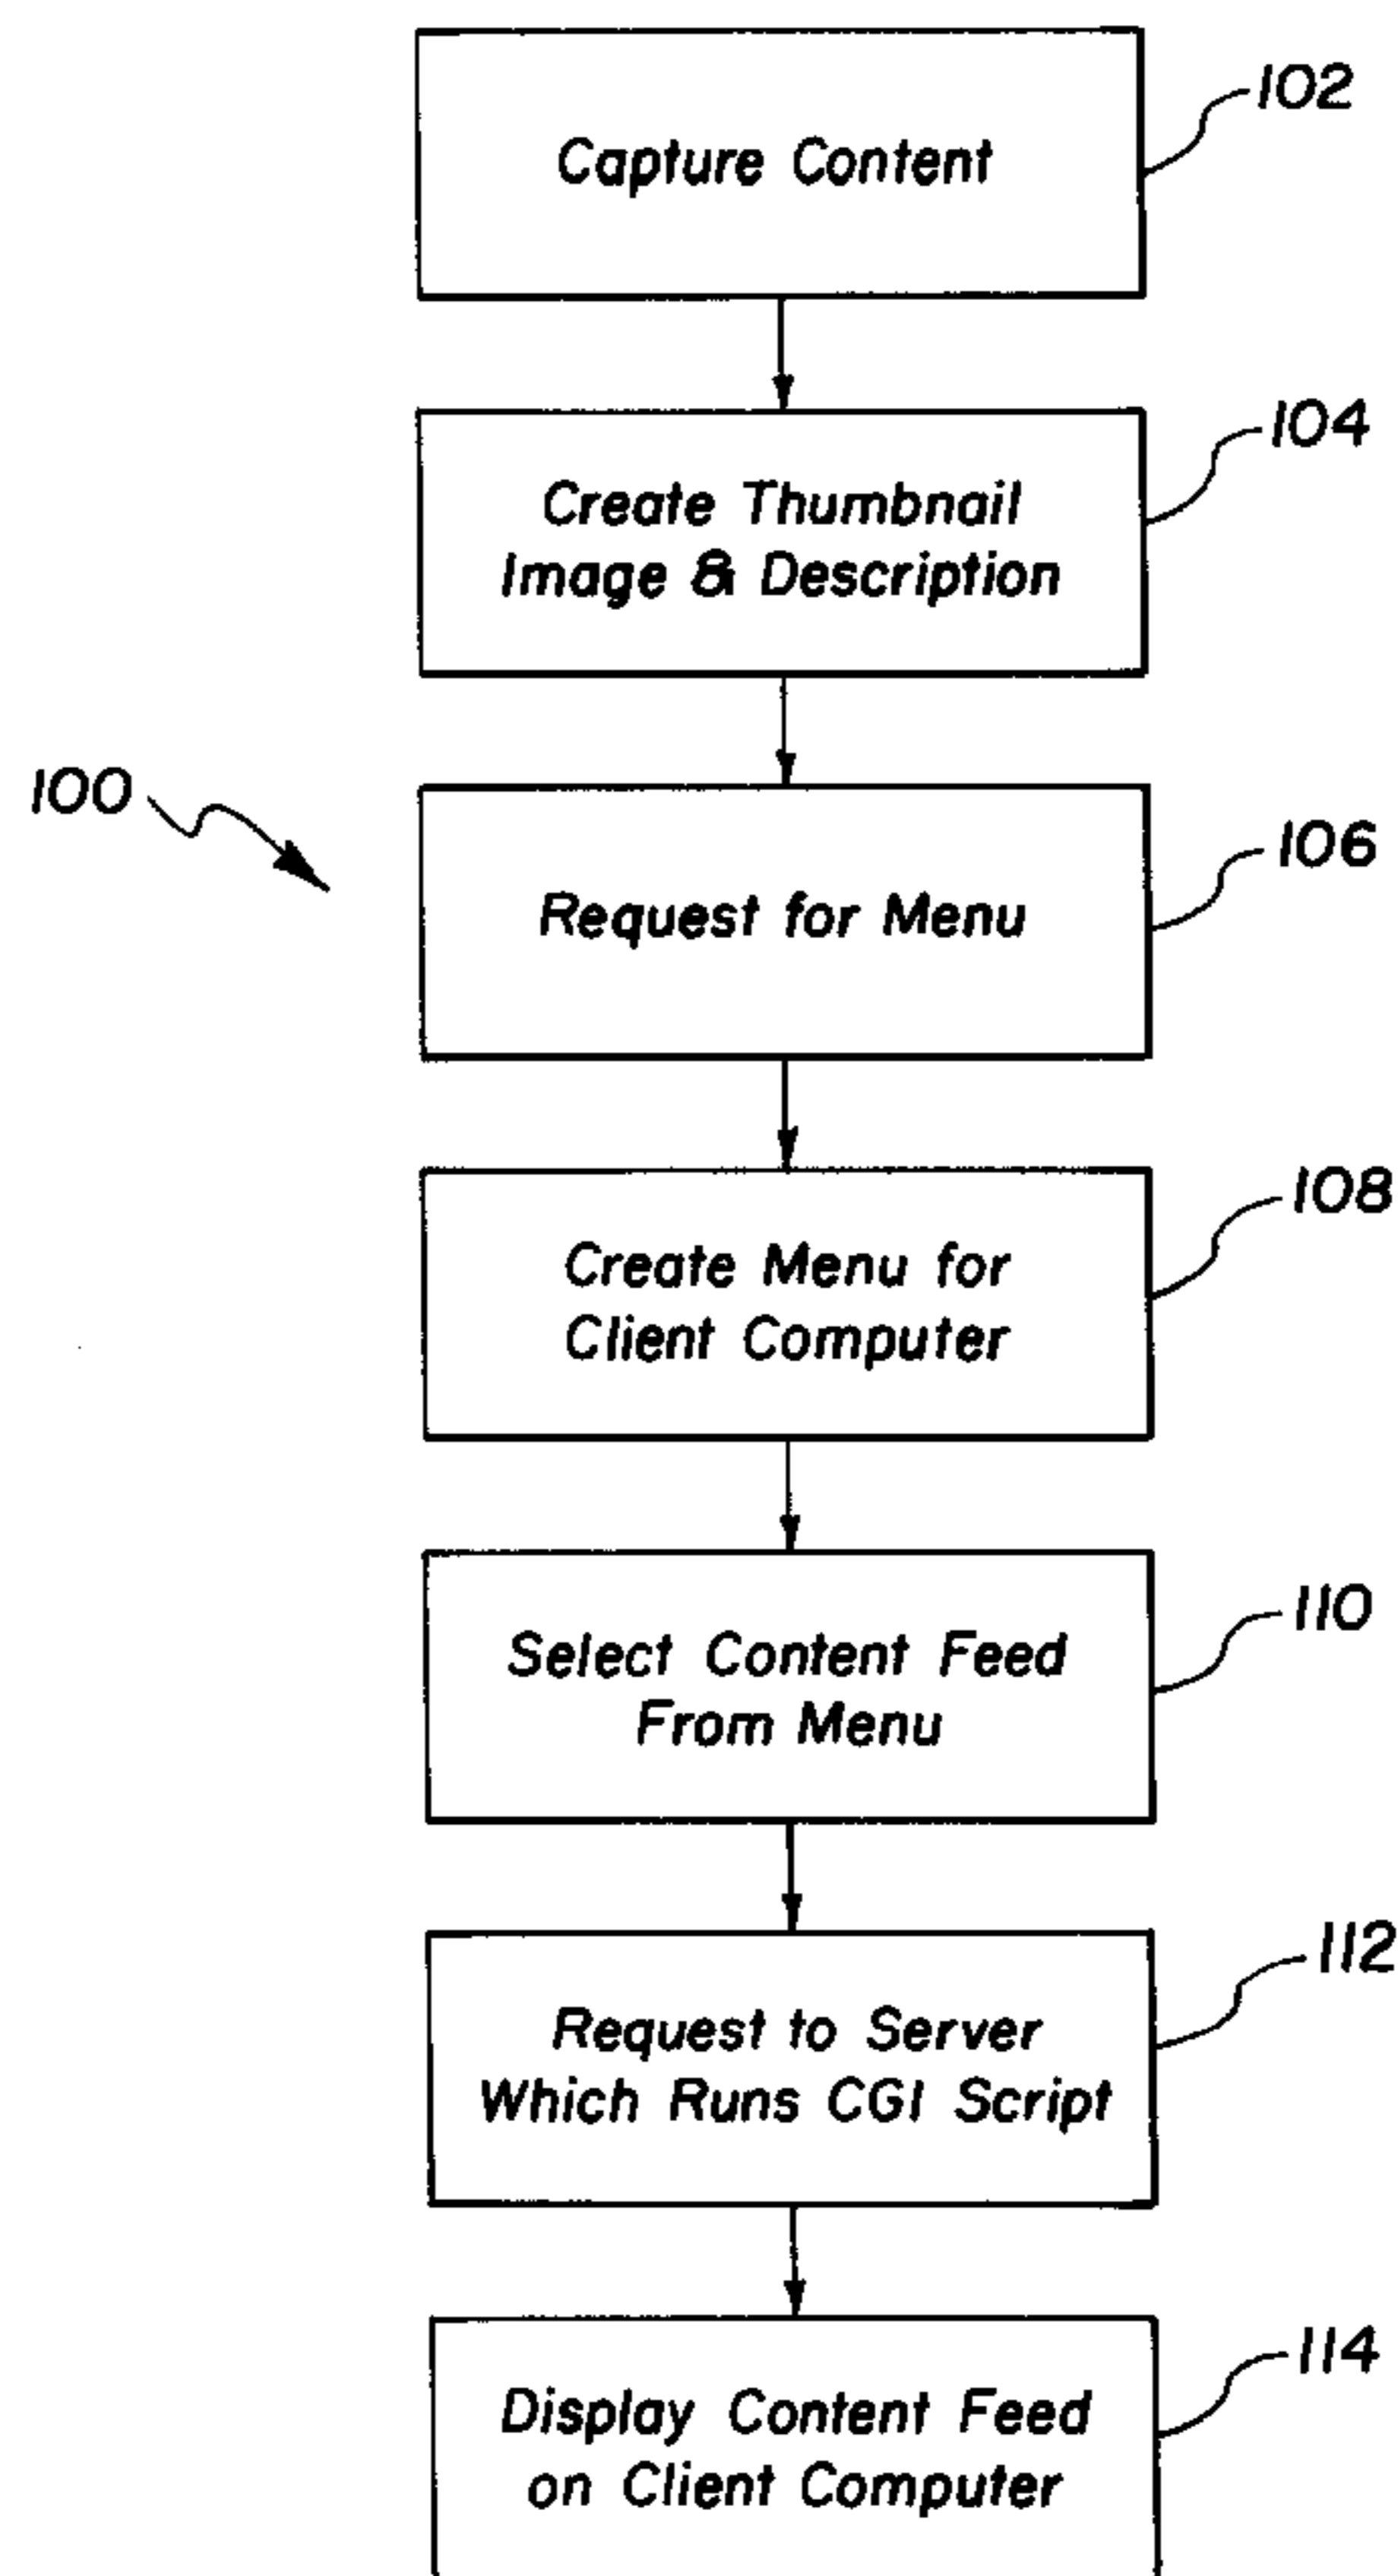 Capture Content
102
Create Thumbnail
Image & Description
104
100
Request for Menu
106
Create Menu for
Client Computer
108
Select Content Feed
From Menu
110
Request to Server
Which Runs CGI Script
112
Display Content Feed
on Client Computer
114